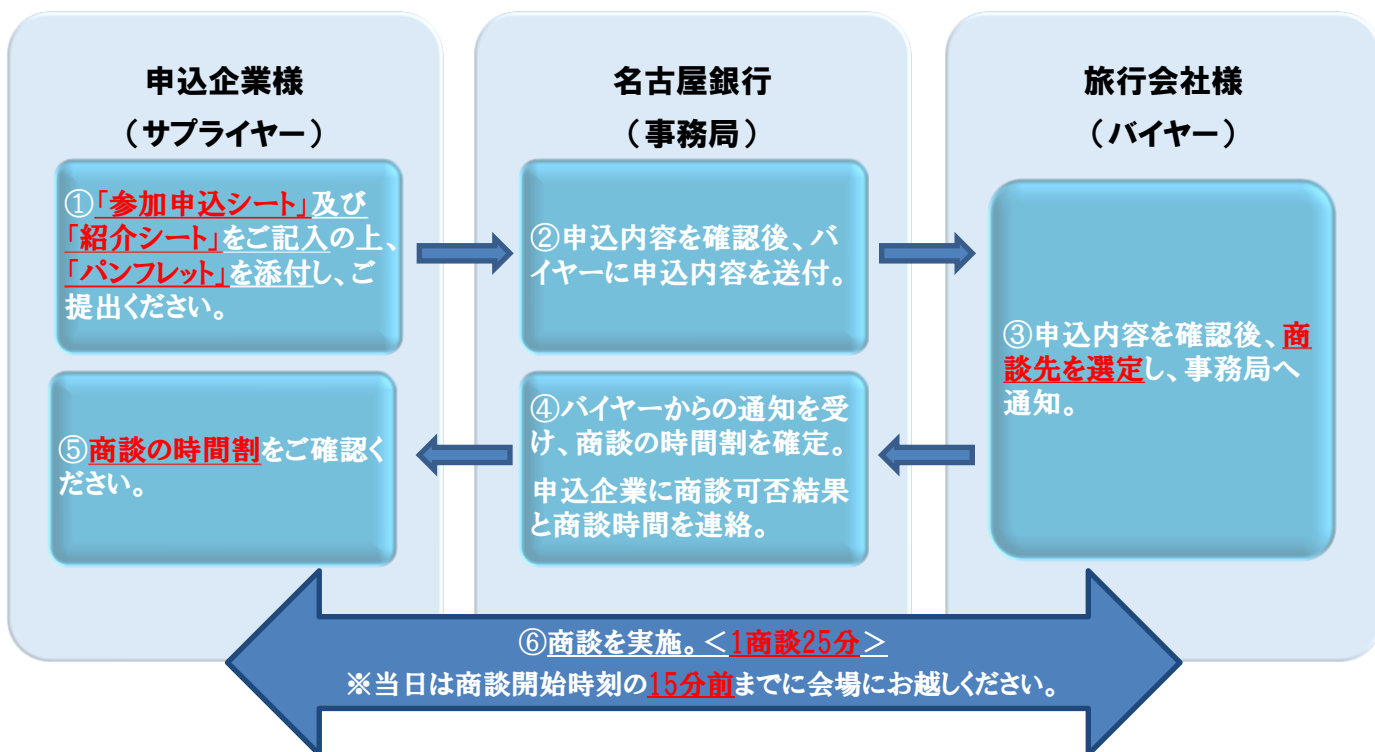 申込企業様
（サプライヤー）
名古屋銀行
（事務局）
旅行会社様
（バイヤー）
①「参加申込シート」及び
「紹介シート」をご記入の上、
「パンフレット」を添付し、ご
提出ください。
②申込内容を確認後、バ
イヤーに申込内容を送付。
③申込内容を確認後、商
談先を選定し、事務局へ
通知。
④バイヤーからの通知を受
け、商談の時間割を確定。
申込企業に商談可否結果
と商談時間を連絡。
⑤商談の時間割をご確認く
ださい。
⑥商談を実施。＜1商談25分＞
※当日は商談開始時刻の15分前までに会場にお越しください。